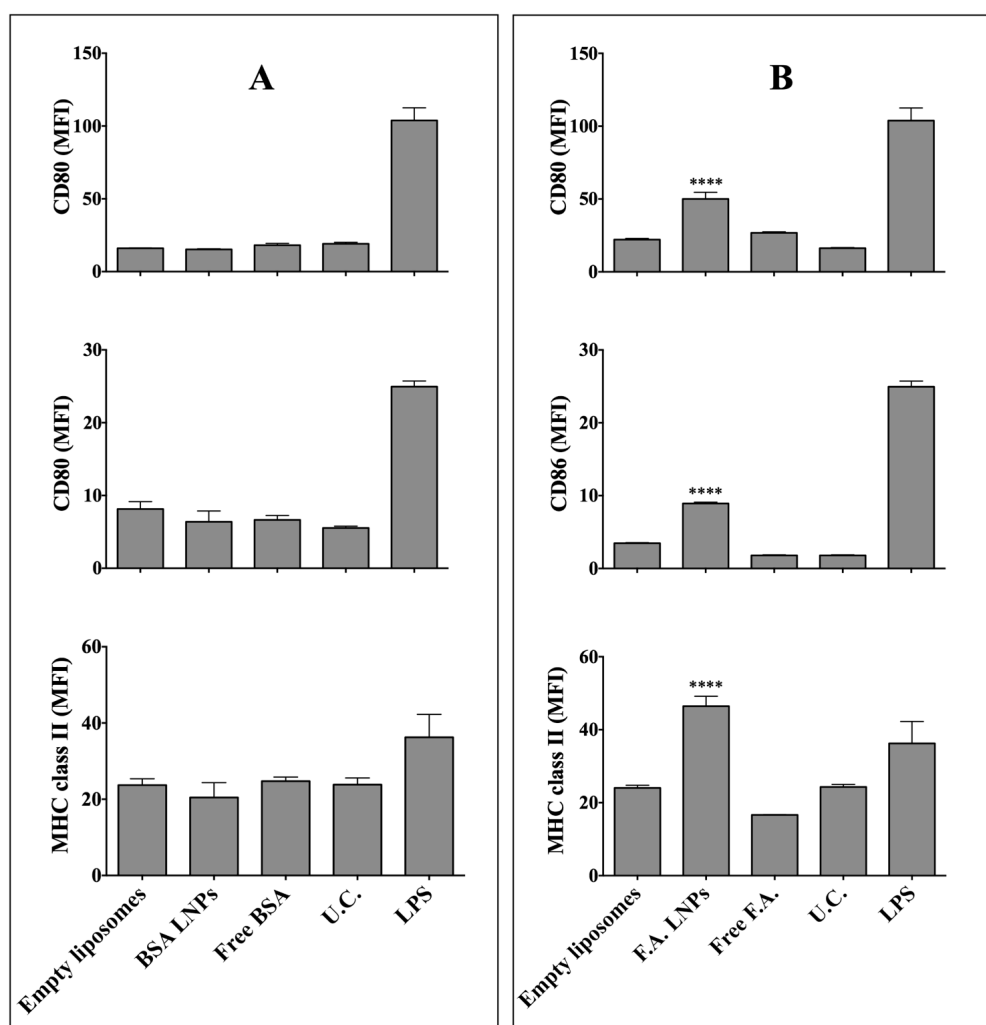 A
CD80 (MFI)
150
100
50
0
CD80 (MFI)
30
20
10
0
MHC class II (MFI)
60
40
20
0
Empty liposomes
BSA LNPs
Free BSA
U.C.
LPS
B
CD80 (MFI)
150
100
50
0
****
CD86 (MFI)
30
20
10
0
****
MHC class II (MFI)
60
40
20
0
****
Empty liposomes
F.A. LNPs
Free F.A.
U.C.
LPS